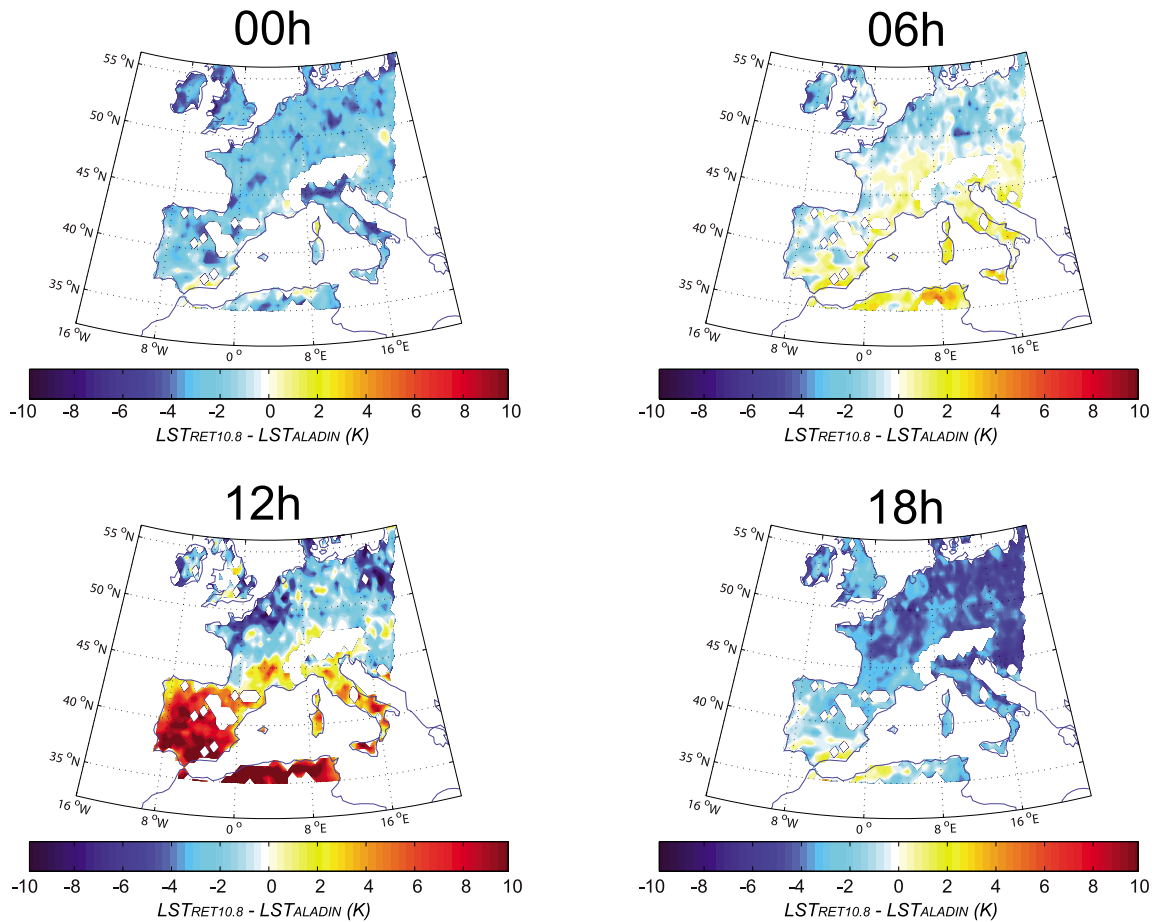 00h
55 °N
50 °N
45 °N
40 °N
35 °N
16 °W
8 °W
0 °
8 °E
16 °E
-10 -8 -6 -4 -2 0 2 4 6 8 10
LSTRET10.8 - LSTALADIN (K)
06h
55 °N
50 °N
45 °N
40 °N
35 °N
16 °W
8 °W
0 °
8 °E
16 °E
-10 -8 -6 -4 -2 0 2 4 6 8 10
LSTRET10.8 - LSTALADIN (K)
12h
55 °N
50 °N
45 °N
40 °N
35 °N
16 °W
8 °W
0 °
8 °E
16 °E
-10 -8 -6 -4 -2 0 2 4 6 8 10
LSTRET10.8 - LSTALADIN (K)
18h
55 °N
50 °N
45 °N
40 °N
35 °N
16 °W
8 °W
0 °
8 °E
16 °E
-10 -8 -6 -4 -2 0 2 4 6 8 10
LSTRET10.8 - LSTALADIN (K)